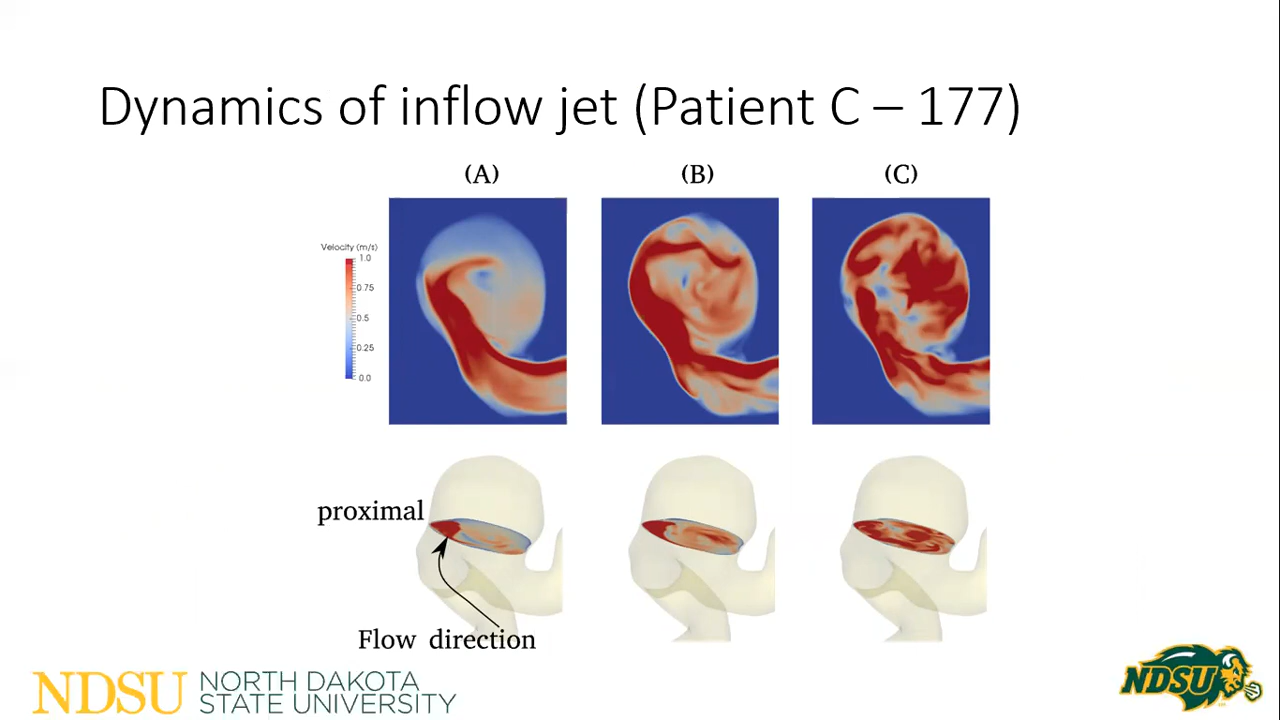 Dynamics of inflow jet (Patient C – 177)
(A)
(B)
(C)
Velocity (m/s)
1.0
0.75
0.5
0.25
0.0
proximal
Flow direction
NDSU NORTH DAKOTA
STATE UNIVERSITY
NDSU